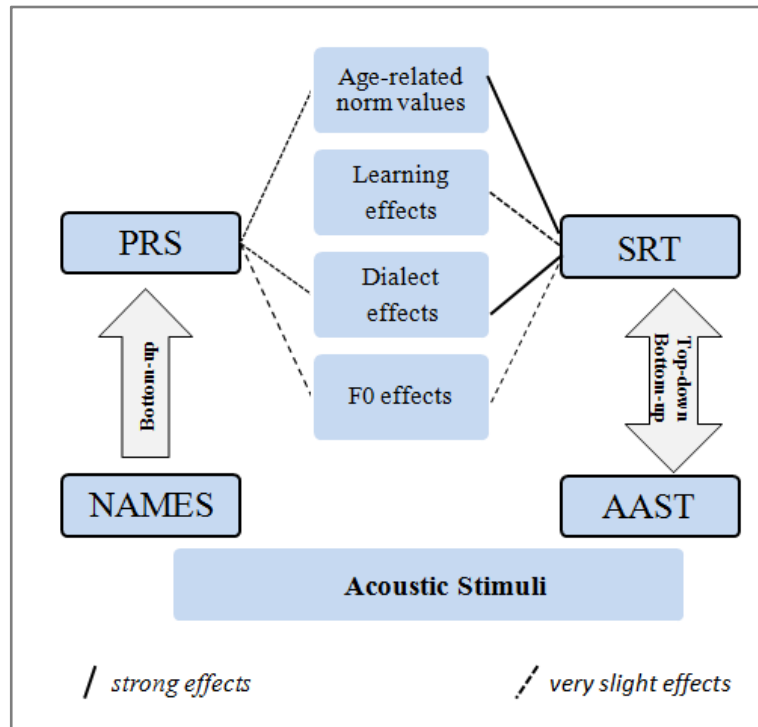 Age-related
norm values
Learning
effects
PRS
SRT
Dialect
effects
Bottom-up
Top-down
Bottom-up
F0 effects
NAMES
AAST
Acoustic Stimuli
strong effects
very slight effects